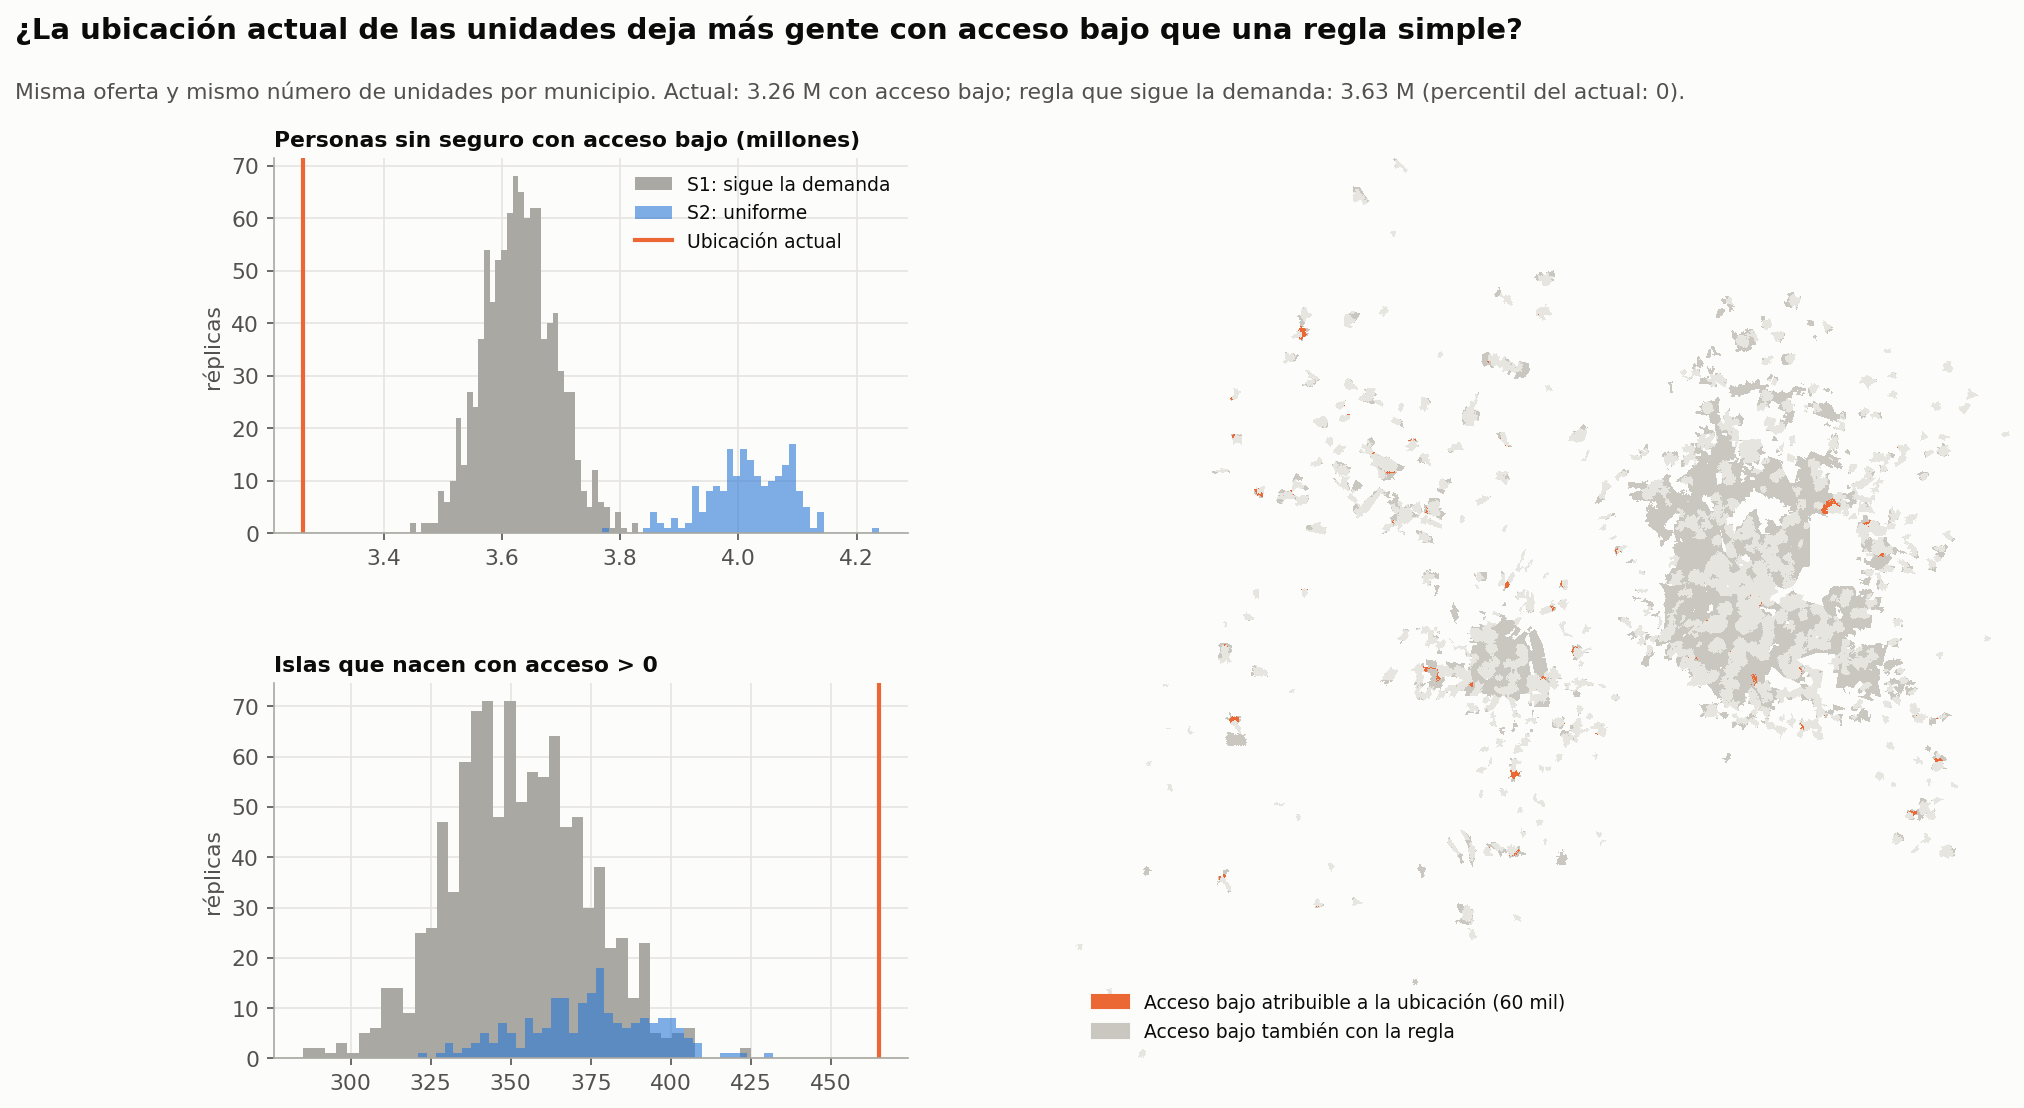 ¿La ubicación actual de las unidades deja más gente con acceso bajo que una regla simple?
Misma oferta y mismo número de unidades por municipio. Actual: 3.26 M con acceso bajo; regla que sigue la demanda: 3.63 M (percentil del actual: 0).
Personas sin seguro con acceso bajo (millones)
70
60
50
40
30
20
10
0
réplicas
S1: sigue la demanda
S2: uniforme
Ubicación actual
3.4 3.6 3.8 4.0 4.2
Islas que nacen con acceso > 0
70
60
50
40
30
20
10
0
réplicas
300 325 350 375 400 425 450
Acceso bajo atribuible a la ubicación (60 mil)
Acceso bajo también con la regla